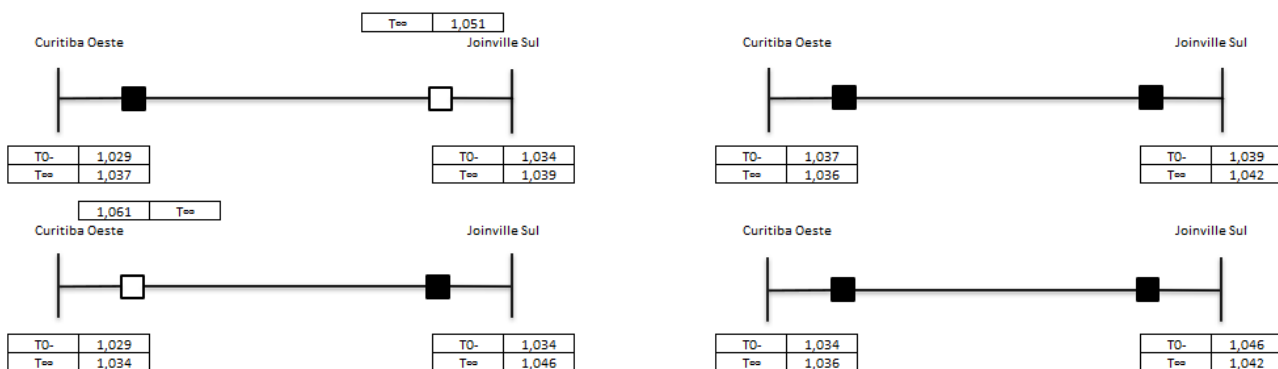 T∞ 1,051
Curitiba Oeste Joinville Sul
T0- 1,029 T0- 1,034
T∞ 1,037 T∞ 1,039
Curitiba Oeste Joinville Sul
T0- 1,037 T0- 1,039
T∞ 1,036 T∞ 1,042
1,061 T∞
Curitiba Oeste Joinville Sul
T0- 1,029 T0- 1,034
T∞ 1,034 T∞ 1,046
Curitiba Oeste Joinville Sul
T0- 1,034 T0- 1,046
T∞ 1,036 T∞ 1,042